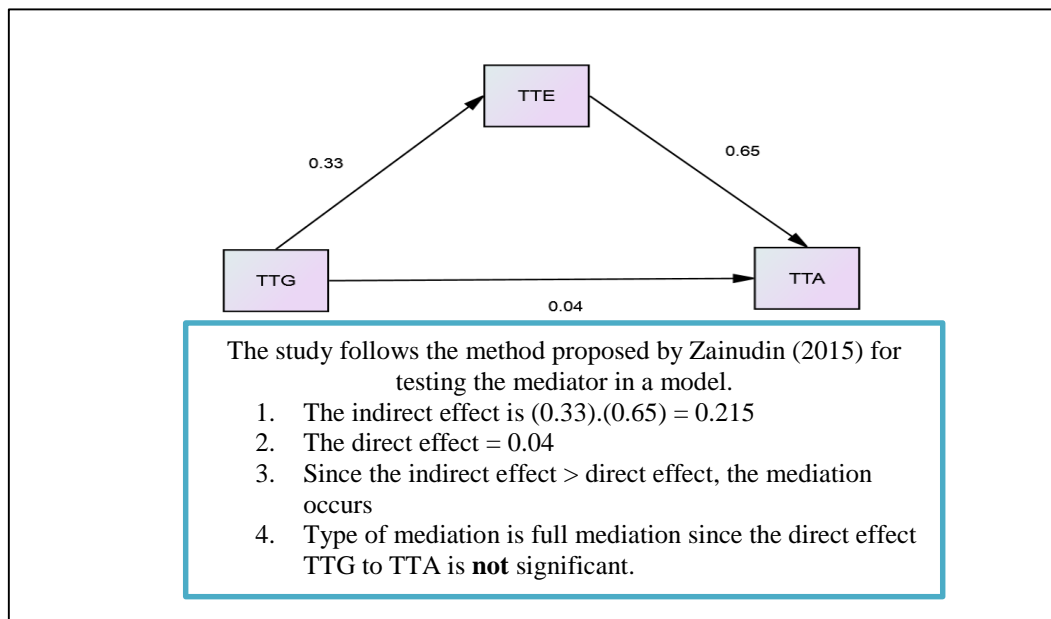 TTE
0.33
0.65
TTG
TTA
0.04
The study follows the method proposed by Zainudin (2015) for
testing the mediator in a model.
1. The indirect effect is (0.33).(0.65) = 0.215
2. The direct effect = 0.04
3. Since the indirect effect > direct effect, the mediation
occurs
4. Type of mediation is full mediation since the direct effect
TTG to TTA is not significant.